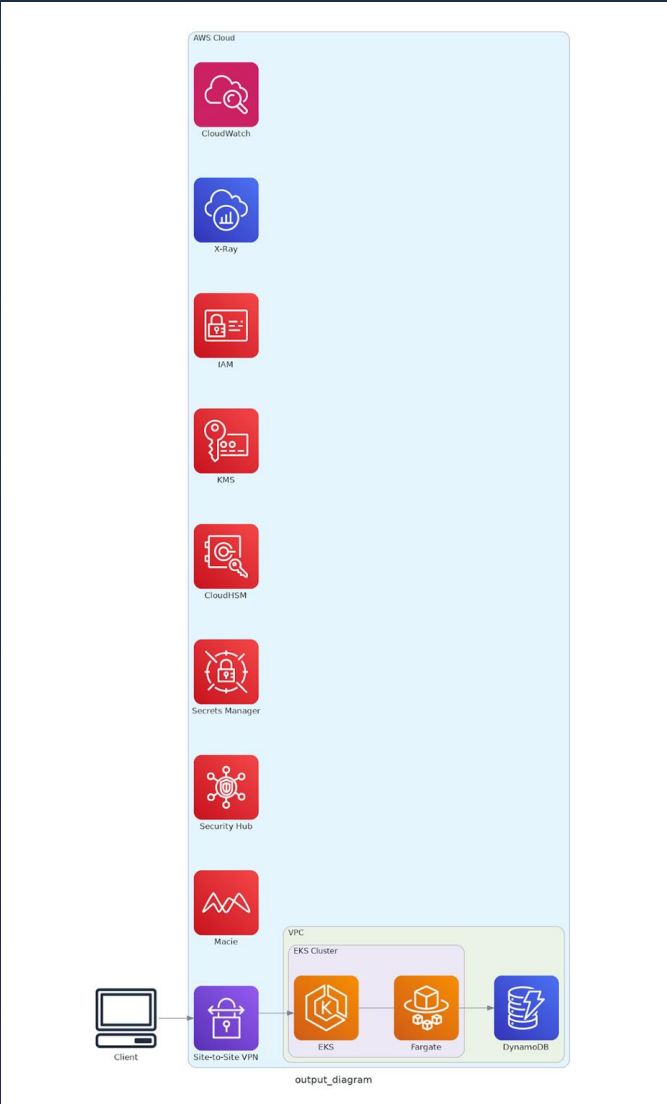 AWS Cloud
CloudWatch
X-Ray
IAM
KMS
CloudHSM
Secrets Manager
Security Hub
Macie
VPC
EKS Cluster
Client
Site-to-Site VPN
EKS
Fargate
DynamoDB
output_diagram